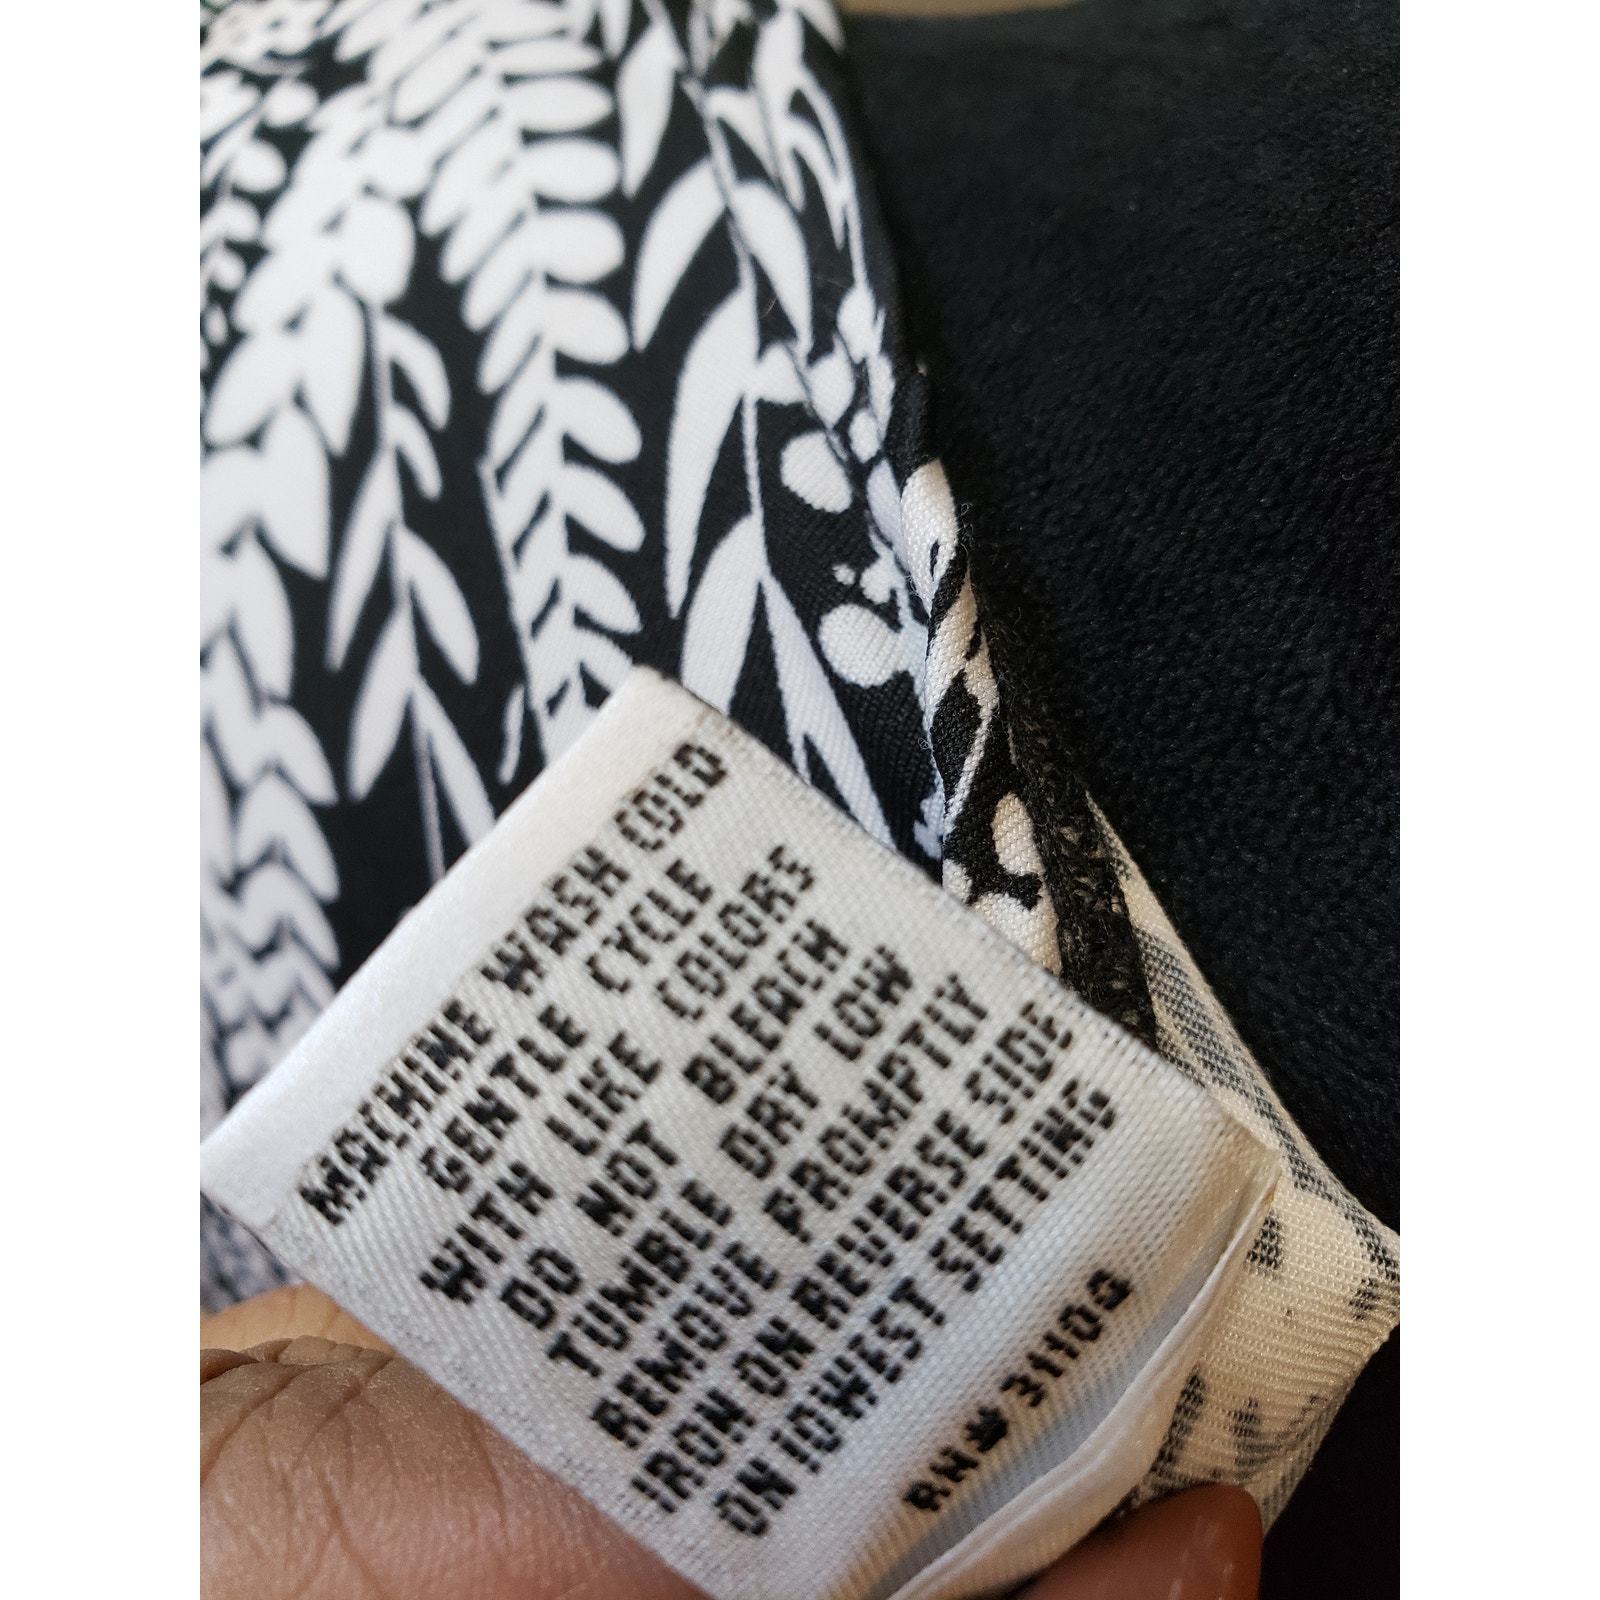 MACHINE WASH COLD
GENTLE CYCLE
WITH LIKE COLORS
DO NOT BLEACH
TUMBLE DRY LOW
REMOVE PROMPTLY
IRON ON REVERSE SIDE
ON LOWEST SETTING
RN#